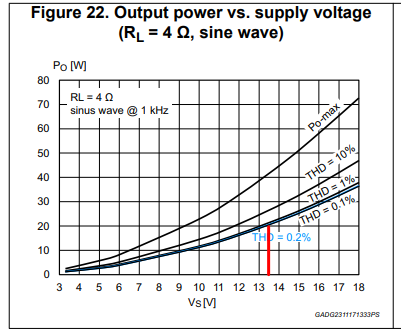 Figure 22. Output power vs. supply voltage
(RL = 4 Ω, sine wave)
PO [W]
80
70
60
50
40
30
20
10
0
RL = 4 Ω
sinus wave @ 1 kHz
Po-max
THD = 10%
THD = 1%
THD = 0.1%
THD = 0.2%
3 4 5 6 7 8 9 10 11 12 13 14 15 16 17 18
VS [V]
GADG2311171333PS